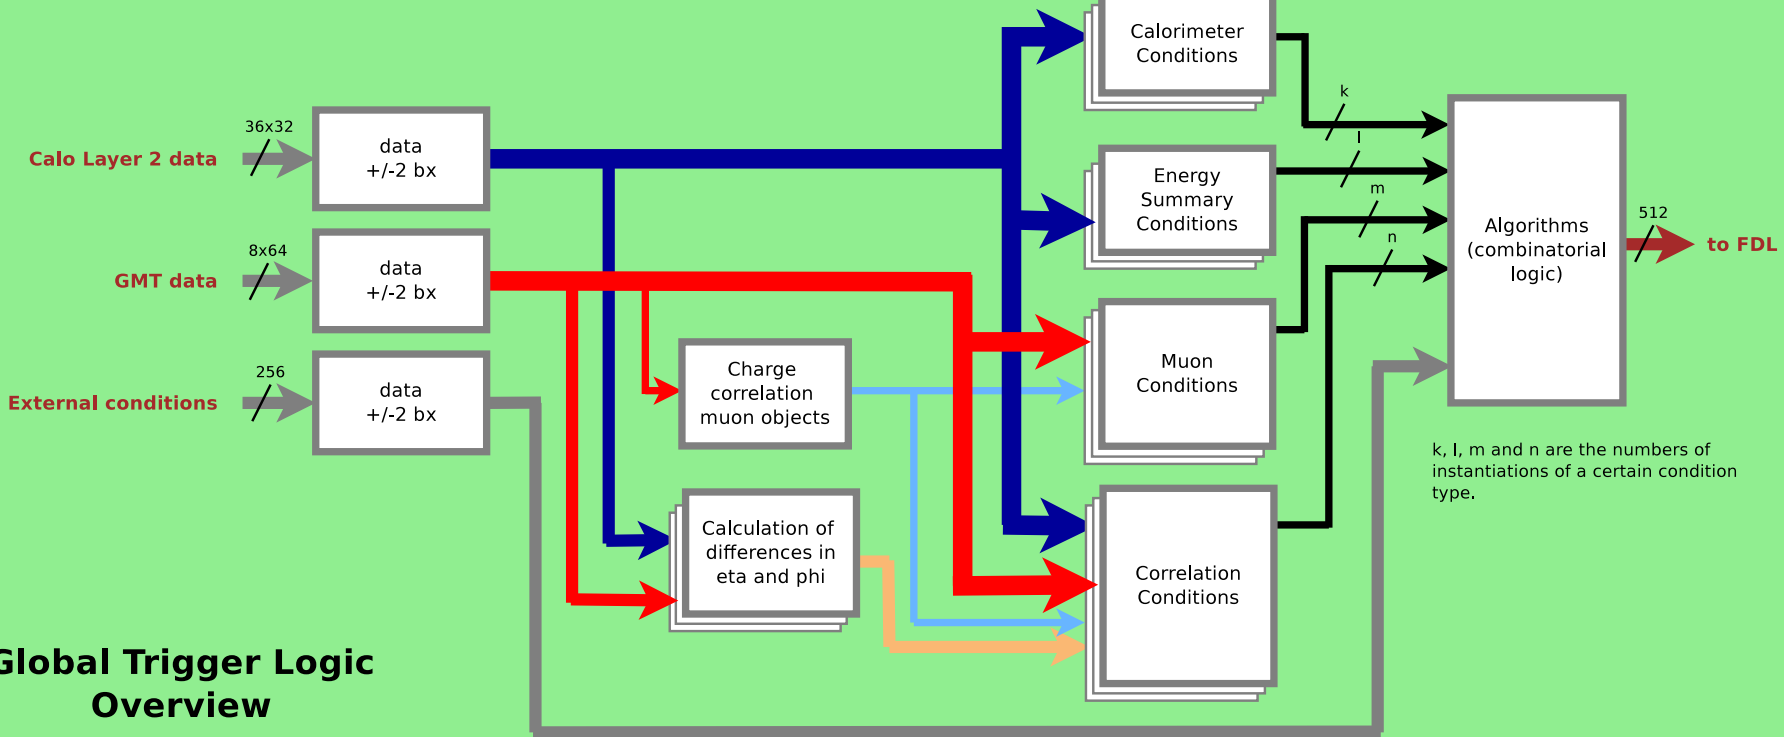 Calorimeter
Conditions
k
36x32
Calo Layer 2 data
data
+/-2 bx
l
Energy
Summary
Conditions
m
n
Algorithms
(combinatorial
logic)
512
to FDL
8x64
GMT data
data
+/-2 bx
Charge
correlation
muon objects
Muon
Conditions
256
External conditions
data
+/-2 bx
k, l, m and n are the numbers of
instantiations of a certain condition
type.
Calculation of
differences in
eta and phi
Correlation
Conditions
Global Trigger Logic
Overview